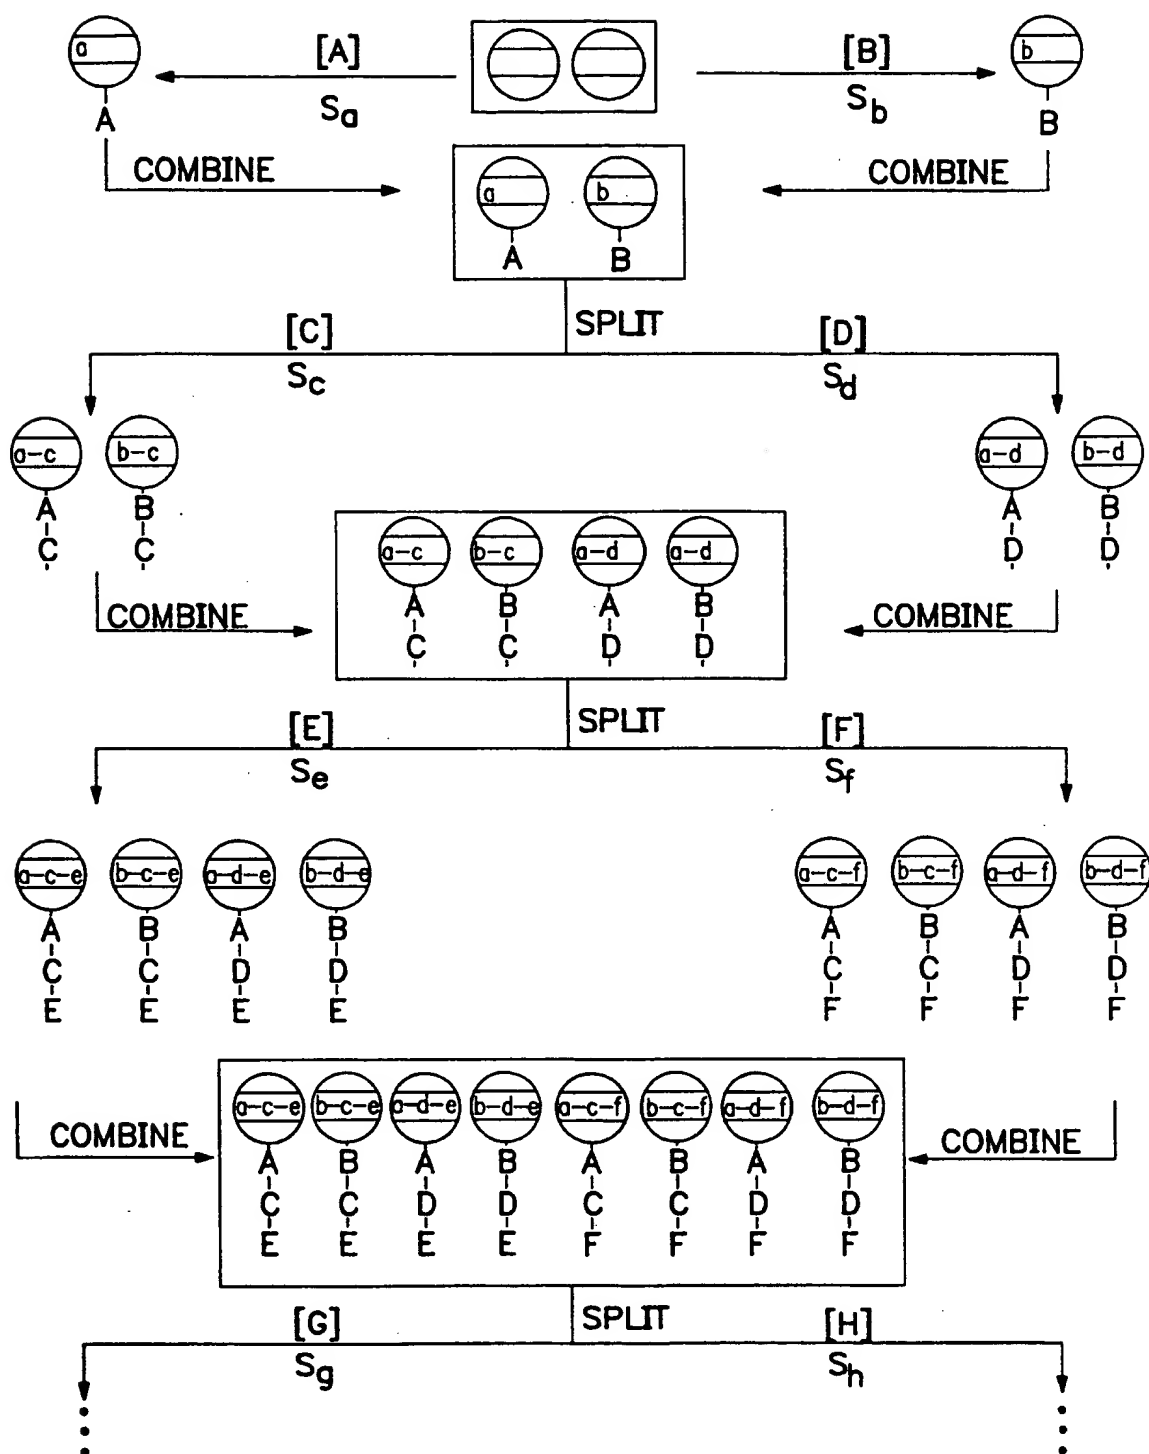 a [A] [B] b
Sa Sb
A B
COMBINE COMBINE
a b
A B
SPLIT
[C] [D]
Sc Sd
a-c b-c a-d b-d
A B A B
C C D D
a-c b-c a-d a-d
A B A B
C C D D
COMBINE COMBINE
SPLIT
[E] [F]
Se Sf
a-c-e b-c-e a-d-e b-d-e a-c-f b-c-f a-d-f b-d-f
A B A B A B A B
C C D D C C D D
E E E E F F F F
a-c-e b-c-e a-d-e b-d-e a-c-f b-c-f a-d-f b-d-f
COMBINE COMBINE
A B A B A B A B
C C D D C C D D
E E E E F F F F
SPLIT
[G] [H]
Sg Sh